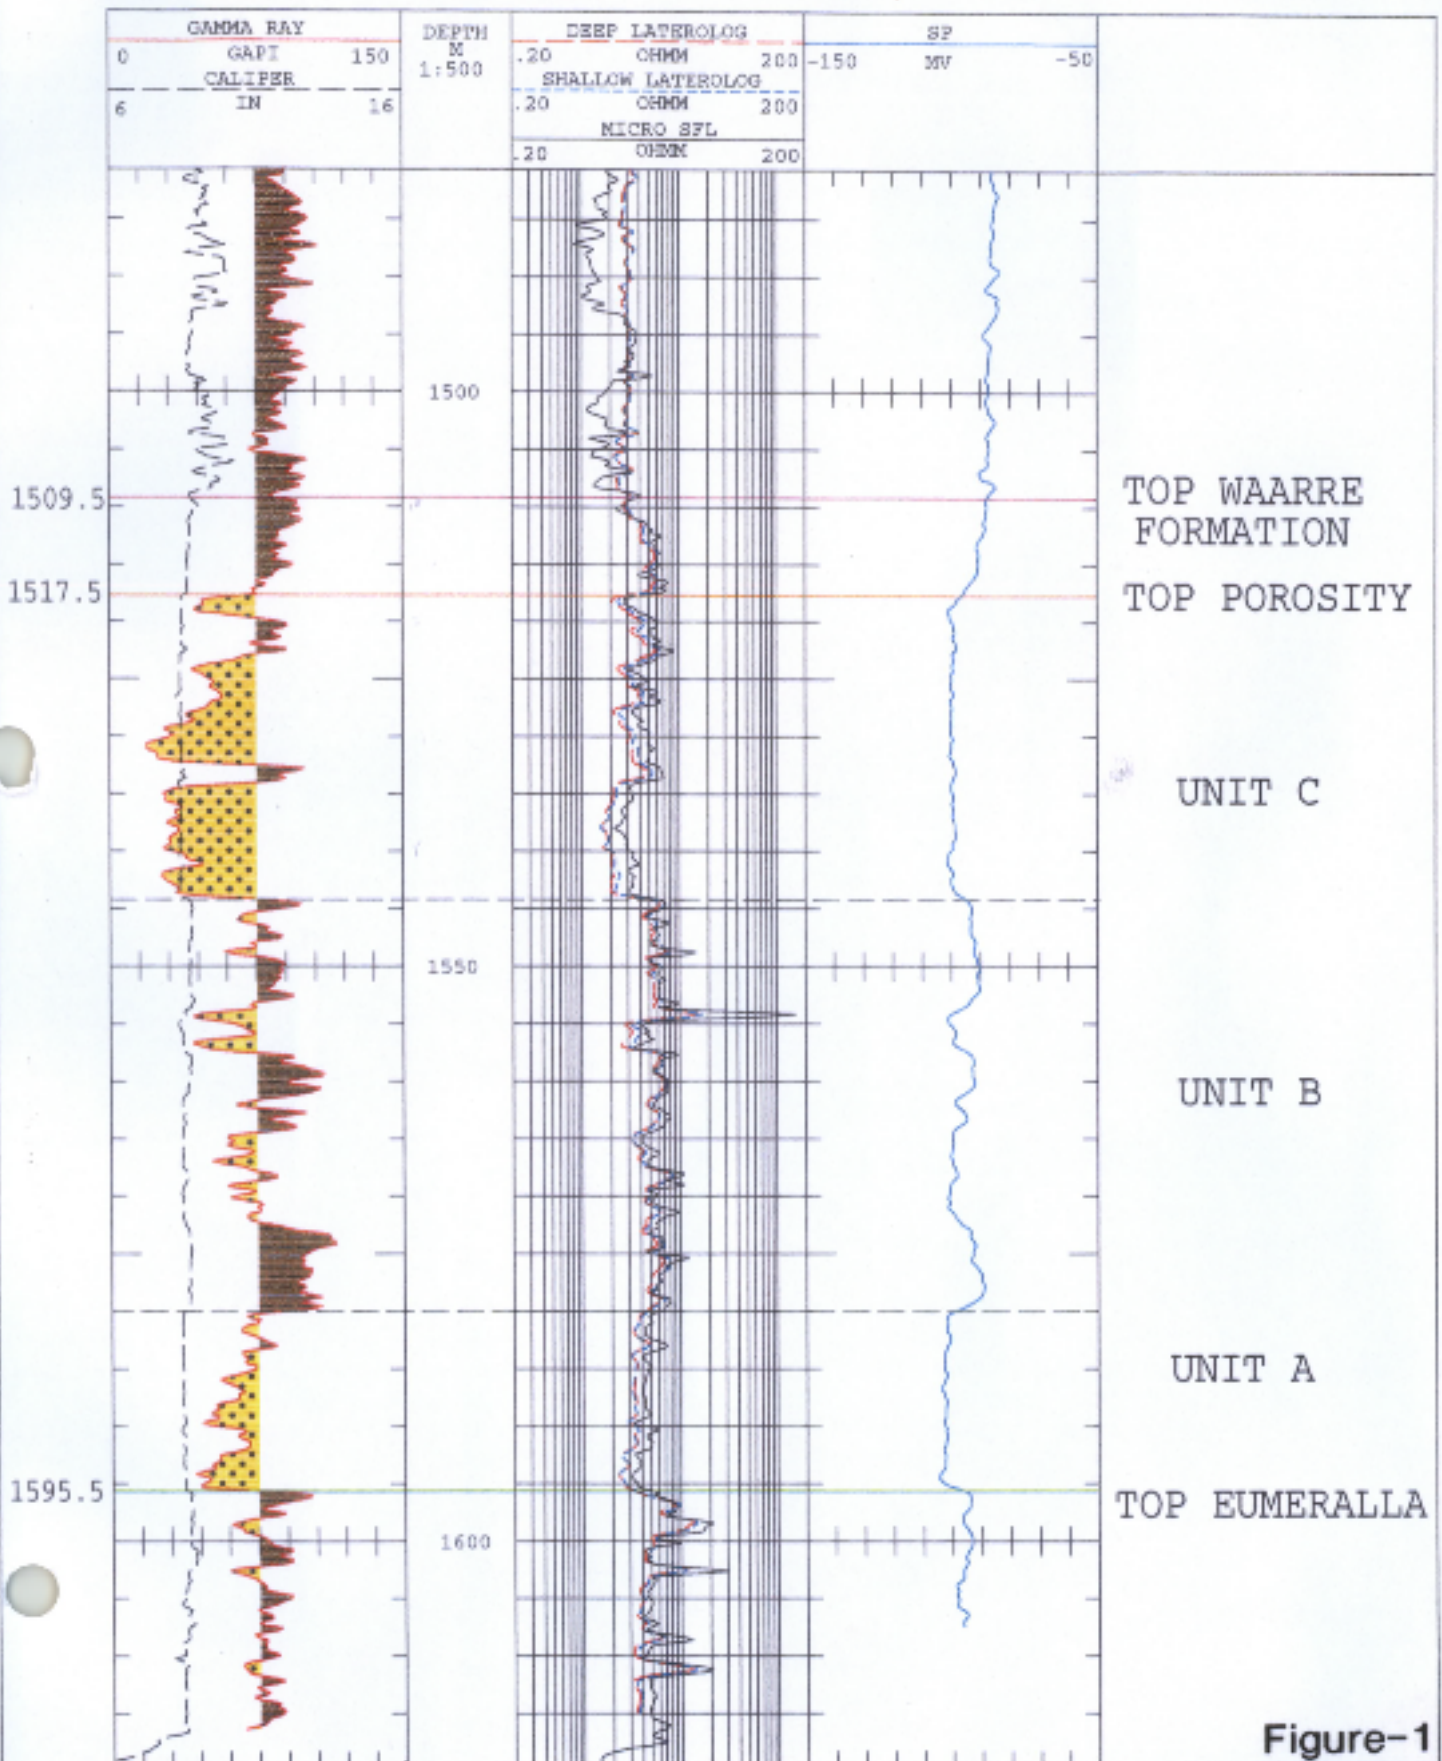 GAMMA RAY
0 GAPI 150
CALIPER
6 IN 16
DEPTH
M
1:500
DEEP LATEROLOG
.20 OHMM 200
SHALLOW LATEROLOG
.20 OHMM 200
MICRO SFL
.20 OHMM 200
SP
-150 MV -50
1500
1509.5
TOP WAARRE
FORMATION
1517.5
TOP POROSITY
UNIT C
1550
UNIT B
UNIT A
1595.5
TOP EUMERALLA
1600
Figure-1